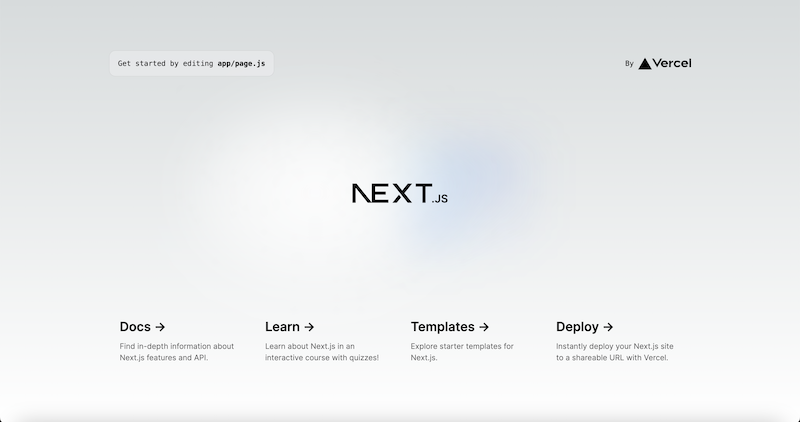 Get started by editing app/page.js
By Vercel
NEXT.JS
Docs →
Find in-depth information about
Next.js features and API.
Learn →
Learn about Next.js in an
interactive course with quizzes!
Templates →
Explore starter templates for
Next.js.
Deploy →
Instantly deploy your Next.js site
to a shareable URL with Vercel.